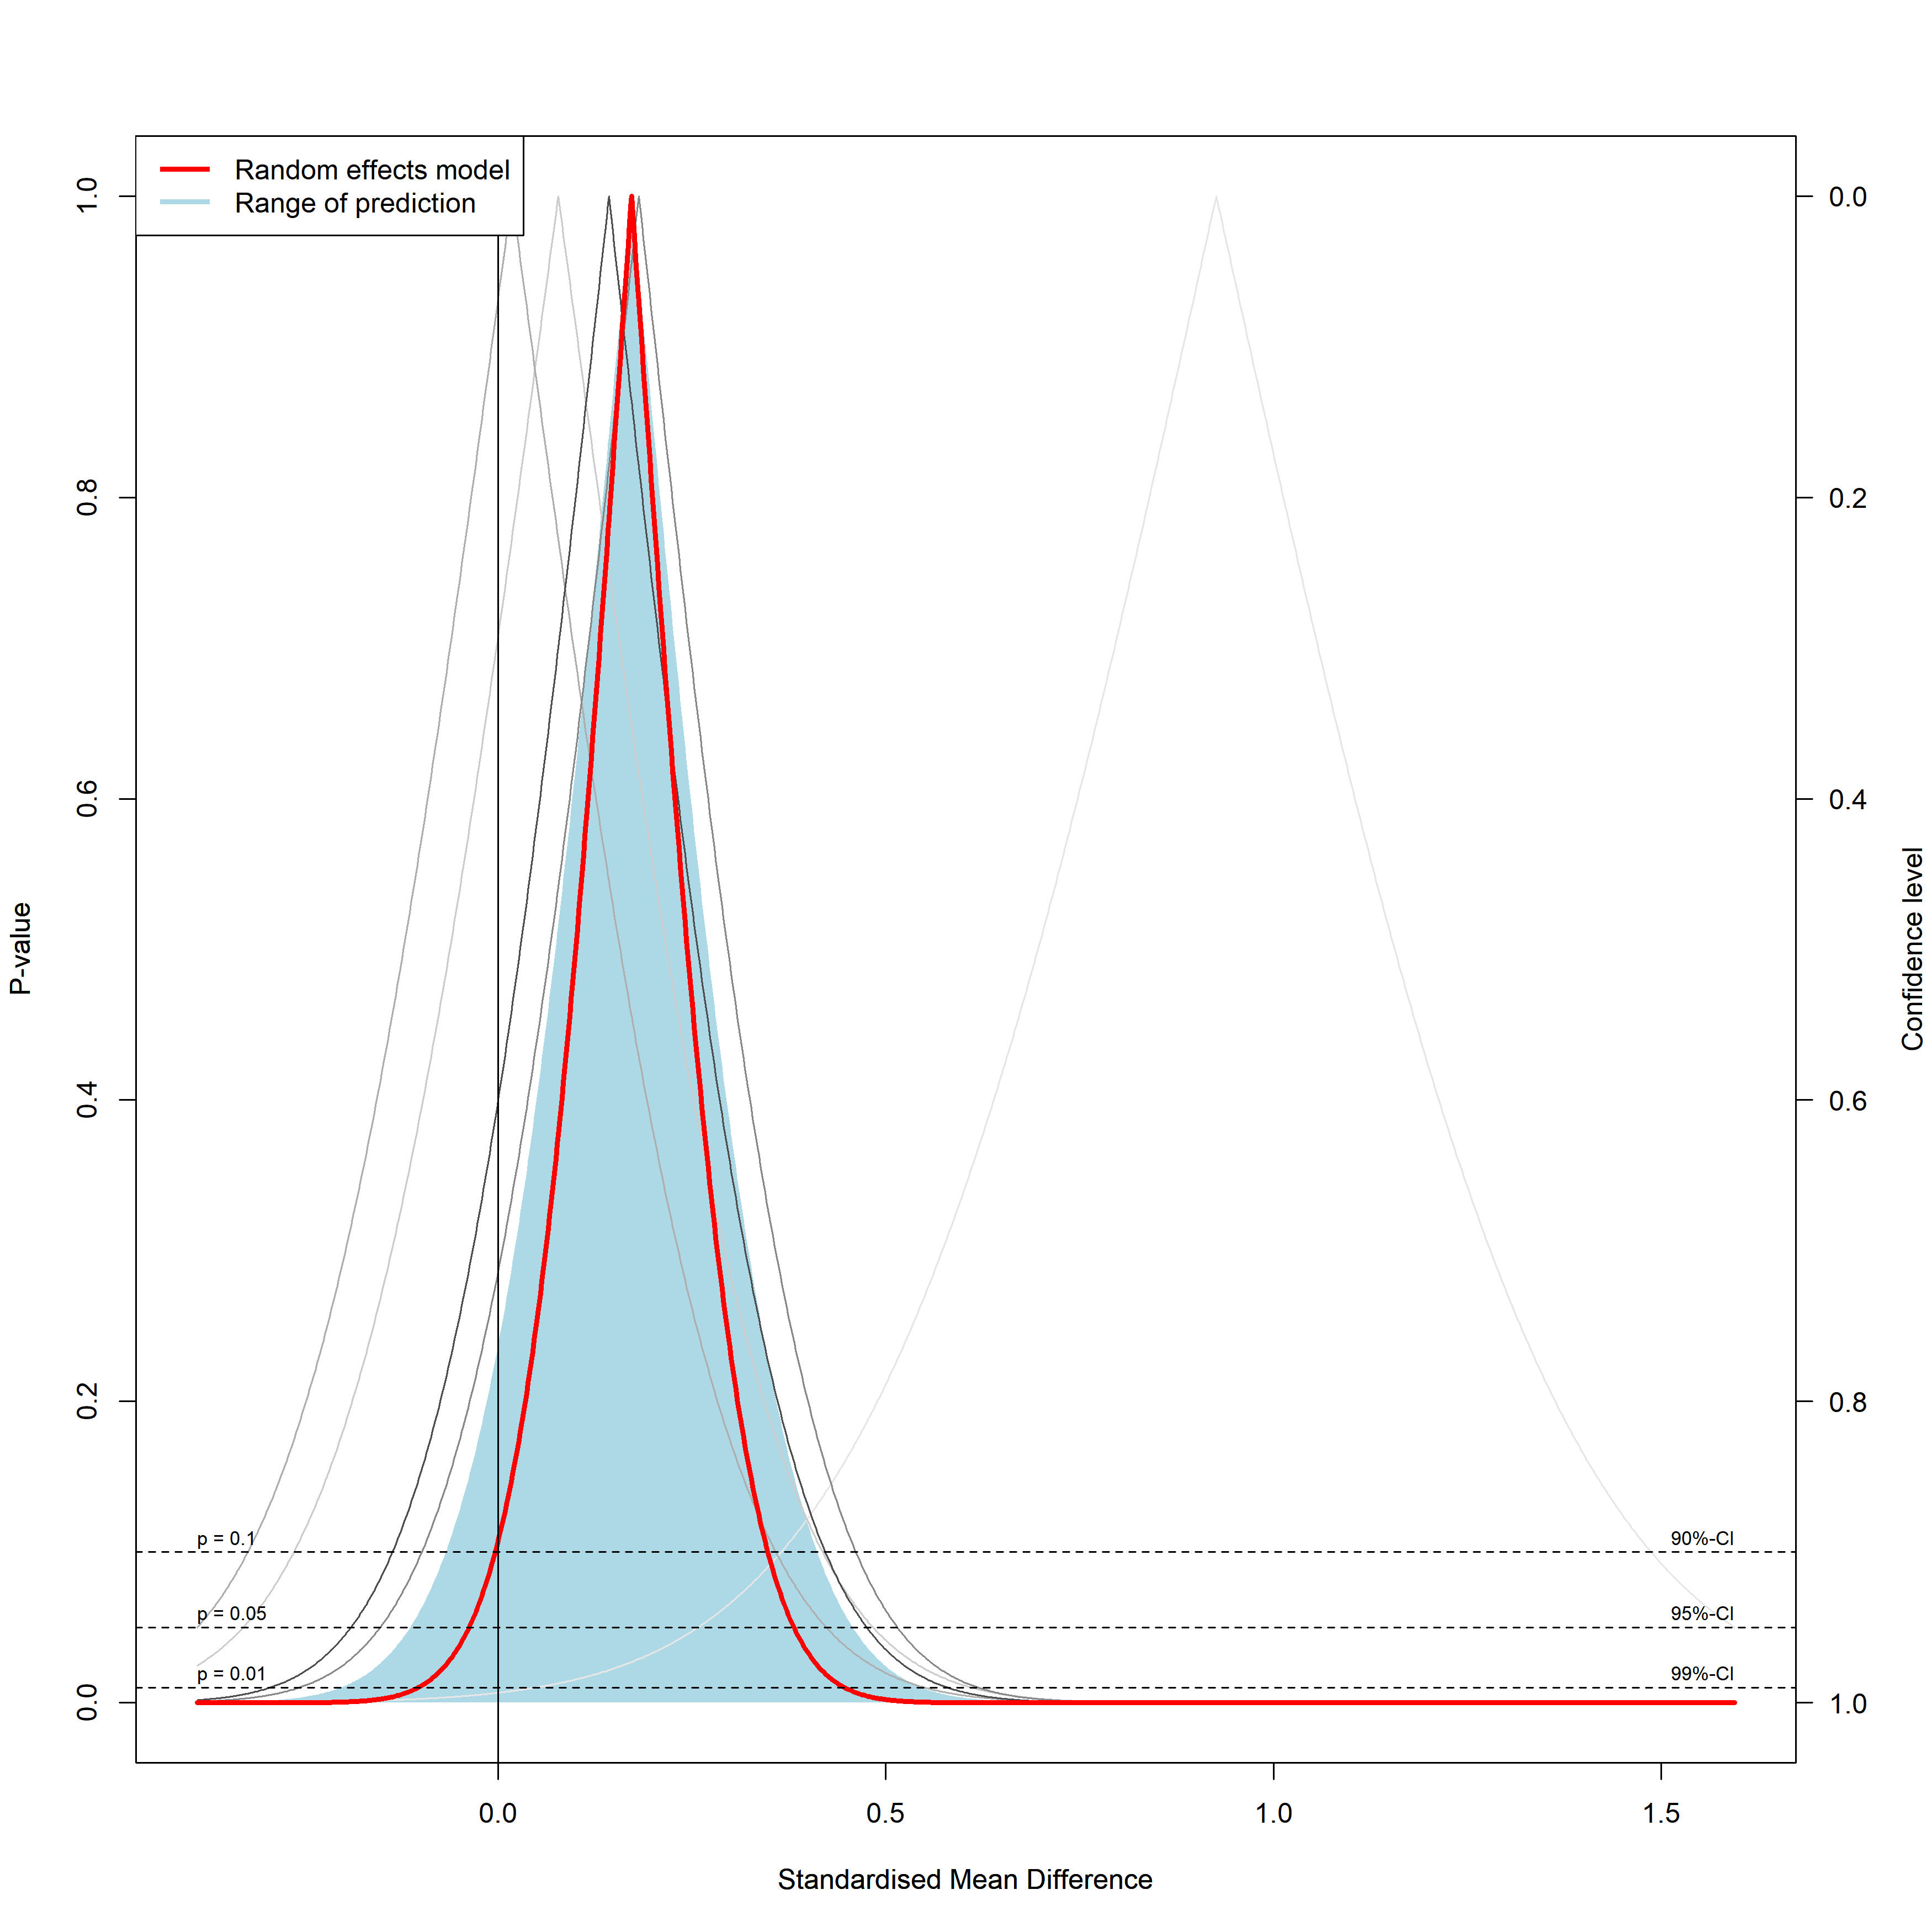 Random effects model
Range of prediction
1.0
0.8
0.6
0.4
0.2
0.0
P-value
0.0
0.2
0.4
0.6
0.8
1.0
Confidence level
p = 0.1
90%-CI
p = 0.05
95%-CI
p = 0.01
99%-CI
0.0
0.5
1.0
1.5
Standardised Mean Difference